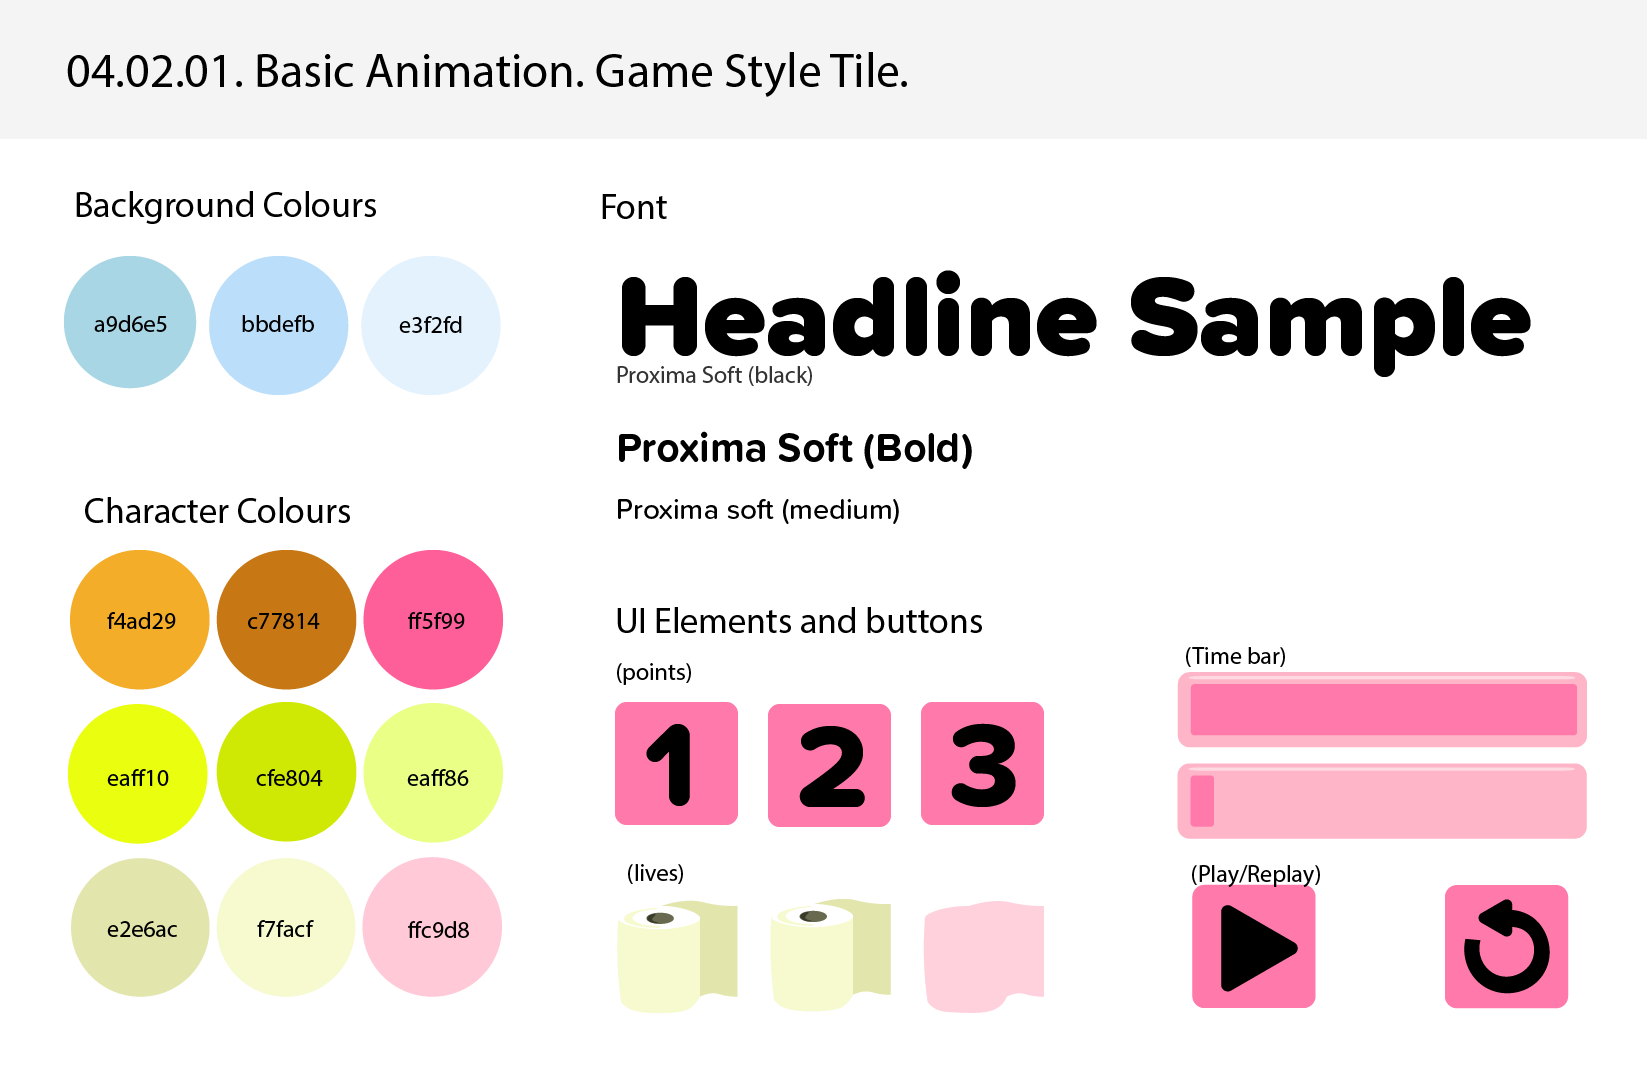 04.02.01. Basic Animation. Game Style Tile.
Background Colours
a9d6e5
bbdefb
e3f2fd
Character Colours
f4ad29
c77814
ff5f99
eaff10
cfe804
eaff86
e2e6ac
f7facf
ffc9d8
Font
Headline Sample
Proxima Soft (black)
Proxima Soft (Bold)
Proxima soft (medium)
UI Elements and buttons
(points)
1
2
3
(lives)
(Time bar)
(Play/Replay)